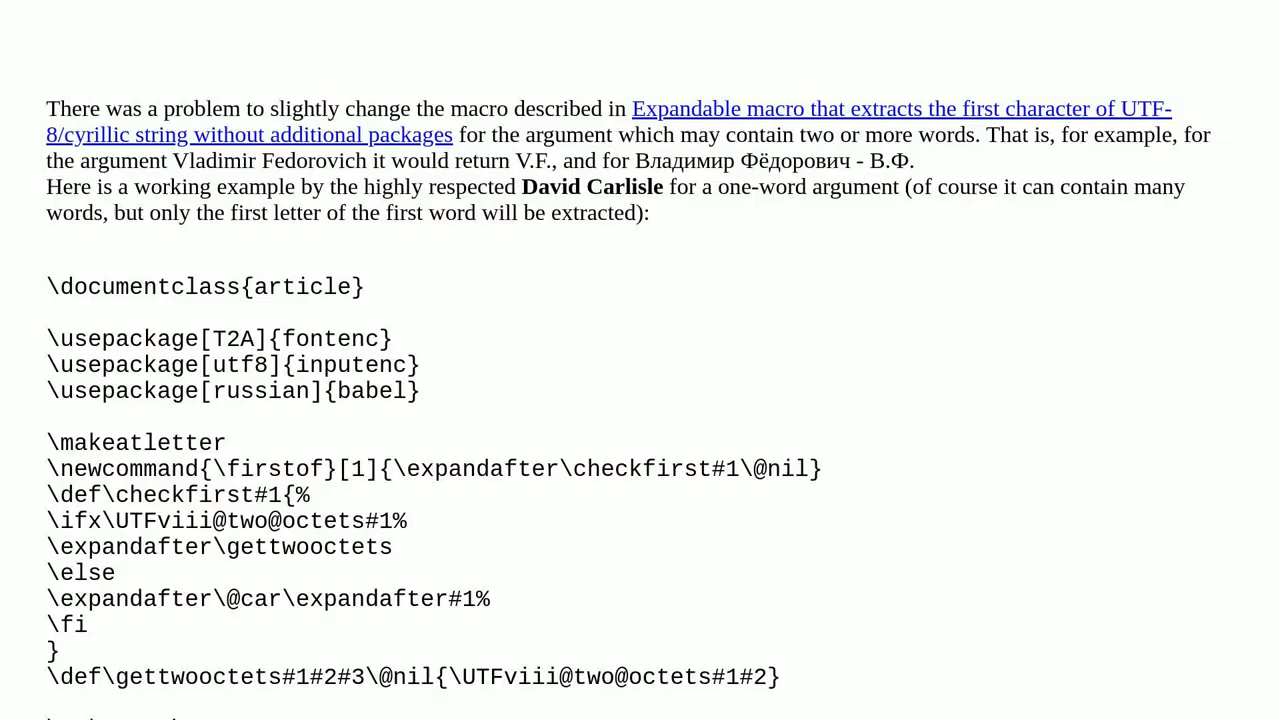 There was a problem to slightly change the macro described in Expandable macro that extracts the first character of UTF-
8/cyrillic string without additional packages for the argument which may contain two or more words. That is, for example, for
the argument Vladimir Fedorovich it would return V.F., and for Владимир Фёдорович - В.Ф.
Here is a working example by the highly respected David Carlisle for a one-word argument (of course it can contain many
words, but only the first letter of the first word will be extracted):
\documentclass{article}
\usepackage[T2A]{fontenc}
\usepackage[utf8]{inputenc}
\usepackage[russian]{babel}
\makeatletter
\newcommand{\firstof}[1]{\expandafter\checkfirst#1\@nil}
\def\checkfirst#1{%
\ifx\UTFviii@two@octets#1%
\expandafter\gettwooctets
\else
\expandafter\@car\expandafter#1%
\fi
}
\def\gettwooctets#1#2#3\@nil{\UTFviii@two@octets#1#2}